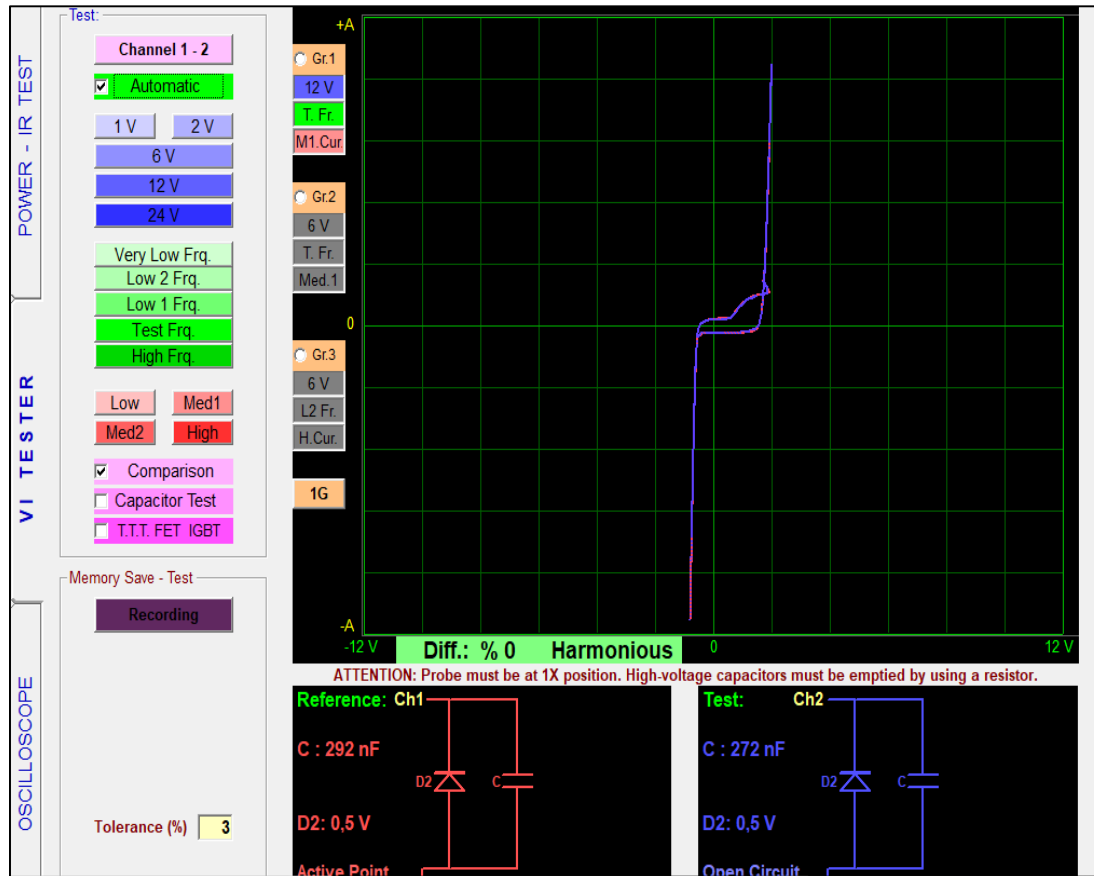 POWER - IR TEST
VI TESTER
OSCILLOSCOPE
Test:
Channel 1 - 2
Automatic
1 V
2 V
6 V
12 V
24 V
Very Low Frq.
Low 2 Frq.
Low 1 Frq.
Test Frq.
High Frq.
Low
Med1
Med2
High
Comparison
Capacitor Test
T.T.T. FET IGBT
Memory Save - Test
Recording
Tolerance (%) 3
Gr.1
12 V
T. Fr.
M1.Cur
Gr.2
6 V
T. Fr.
Med.1
Gr.3
6 V
L2 Fr.
H.Cur.
1G
+A
0
-A
-12 V
0
12 V
Diff.: % 0 Harmonious
ATTENTION: Probe must be at 1X position. High-voltage capacitors must be emptied by using a resistor.
Reference: Ch1
C : 292 nF
D2
C
D2: 0,5 V
Active Point
Test: Ch2
C : 272 nF
D2
C
D2: 0,5 V
Open Circuit